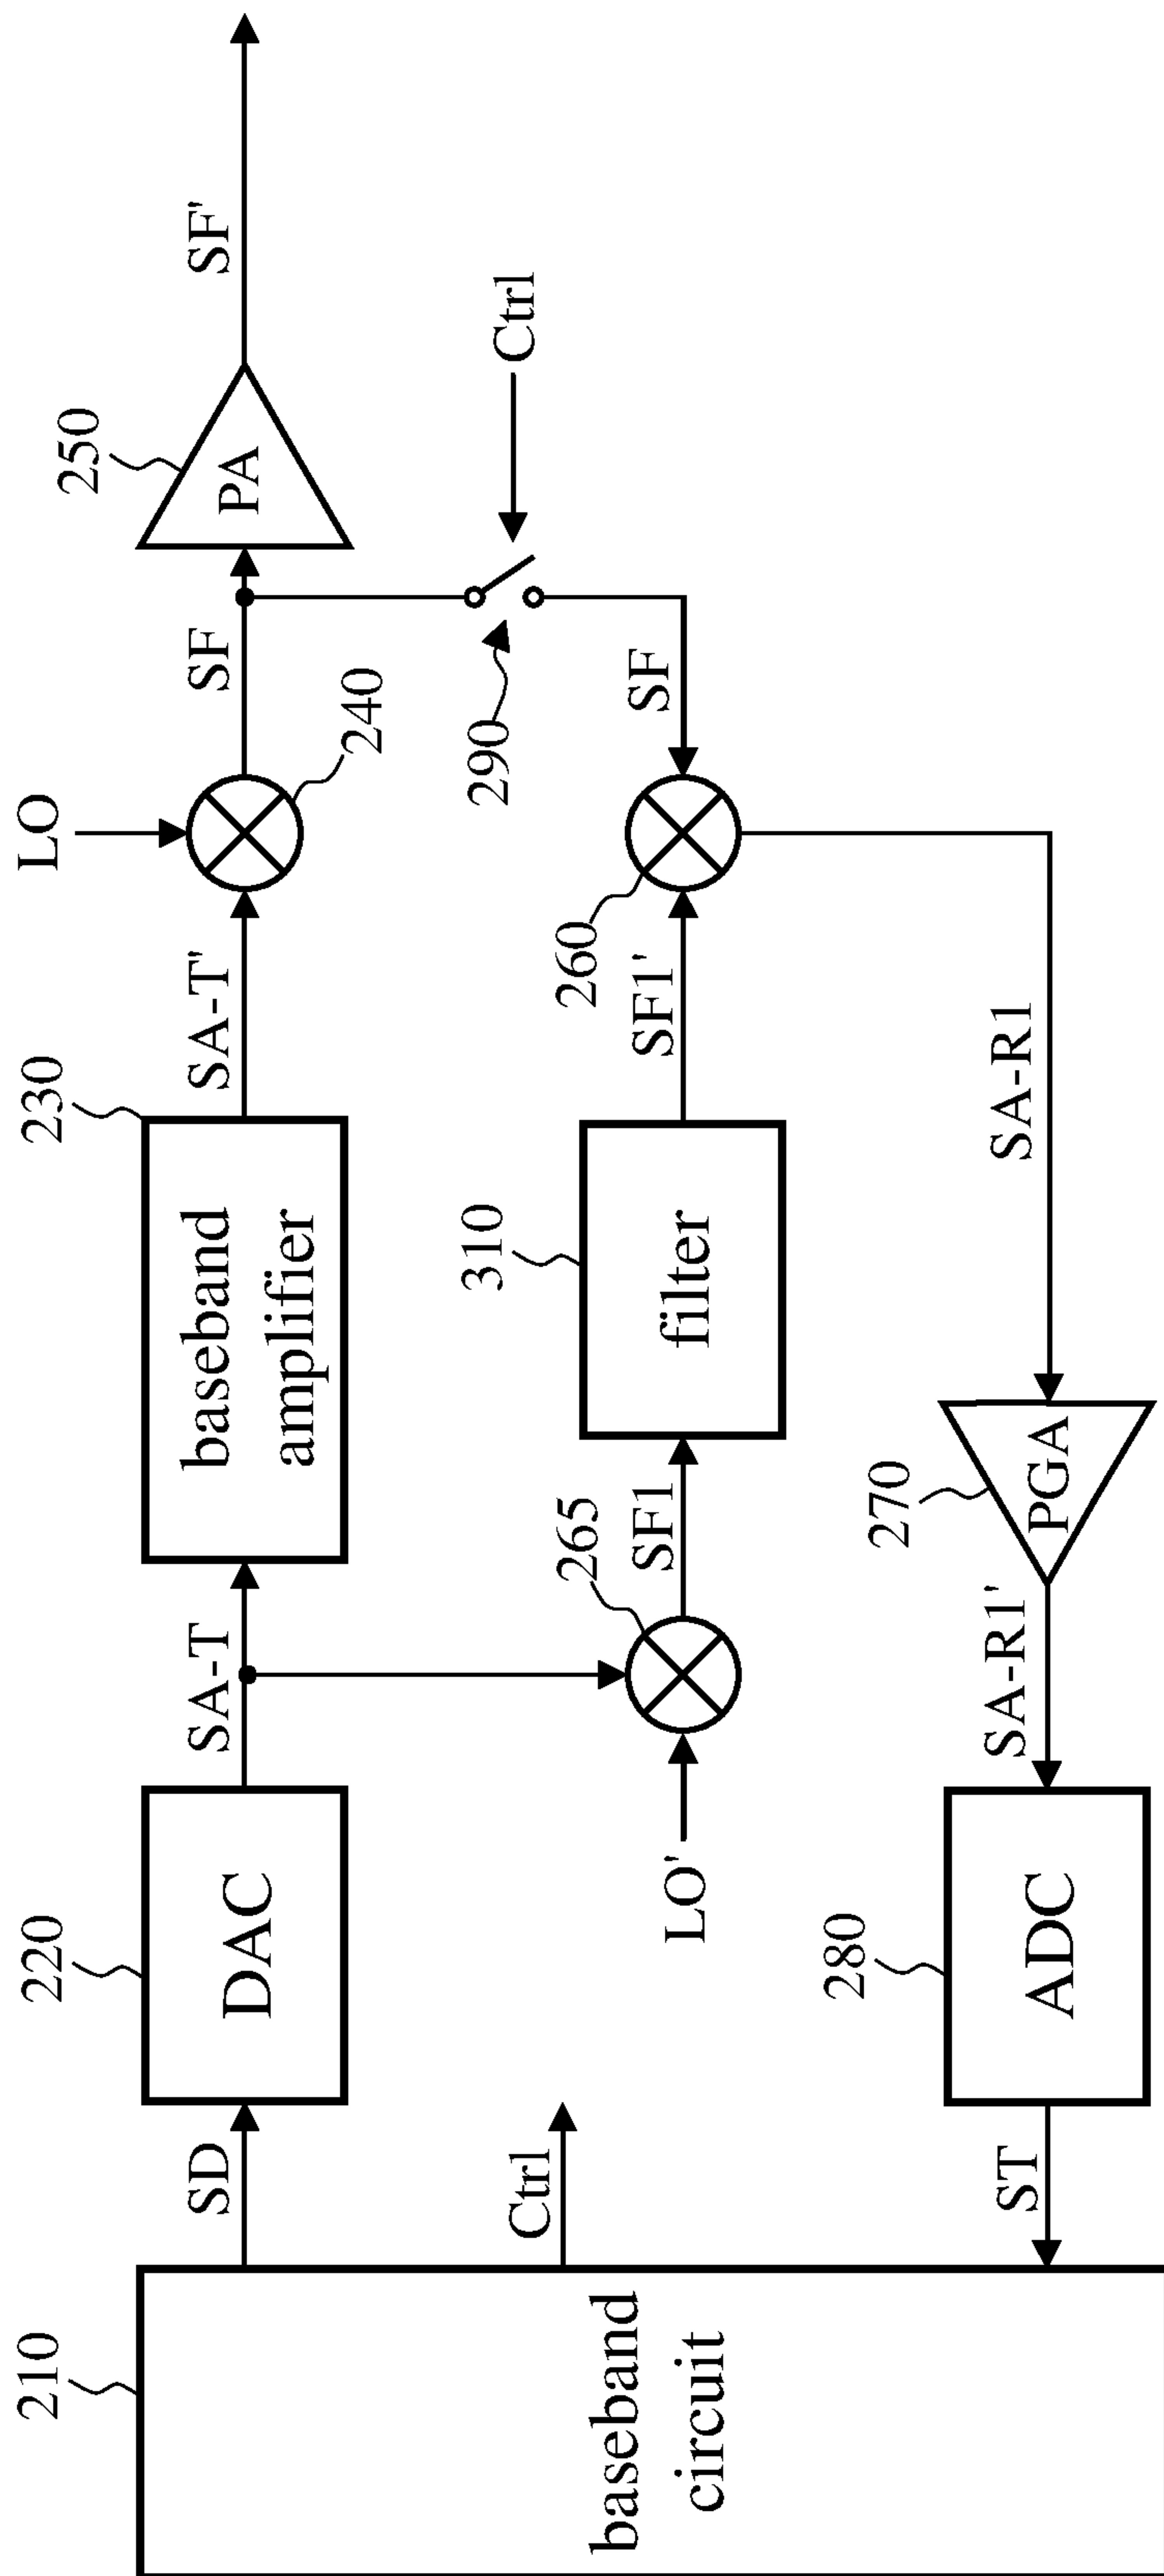 210
baseband
circuit
SD
220
DAC
SA-T
230
baseband
amplifier
SA-T'
LO
240
SF
250
PA
SF'
Ctrl
LO'
265
SF1
310
filter
SF1'
260
SF
290
Ctrl
ST
280
ADC
SA-R1'
270
PGA
SA-R1